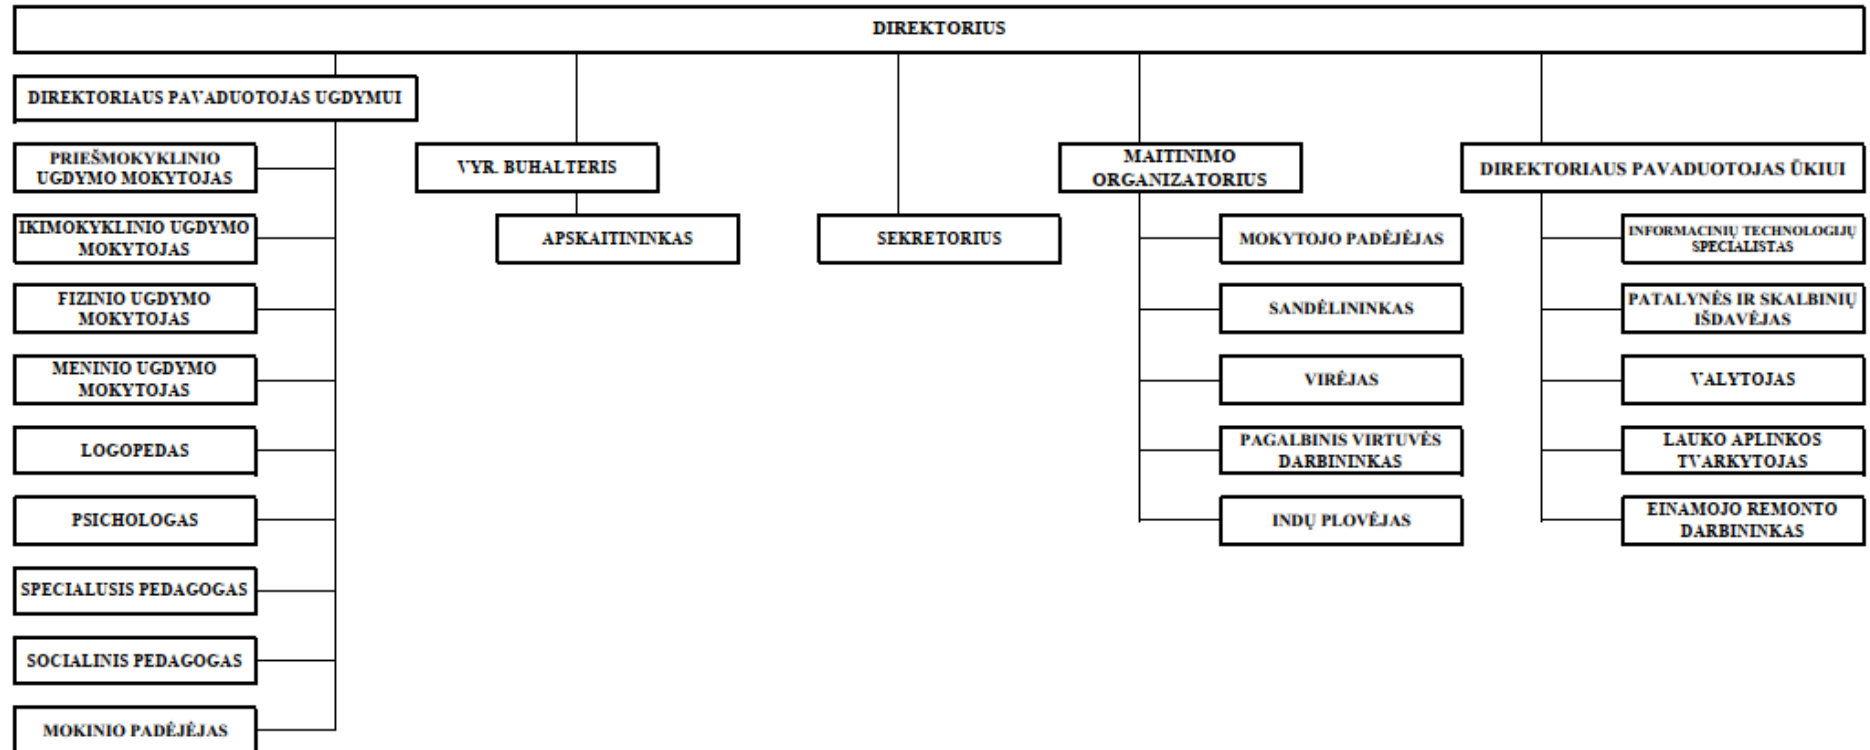 DIREKTORIUS
DIREKTORIAUS PAVADUOTOJAS UGDYMUI
PRIEŠMOKYKLINIO
UGDYMO MOKYTOJAS
IKIMOKYKLINIO UGDYMO
MOKYTOJAS
FIZINIO UGDYMO
MOKYTOJAS
MENINIO UGDYMO
MOKYTOJAS
LOGOPEDAS
PSICHOLOGAS
SPECIALUSIS PEDAGOGAS
SOCIALINIS PEDAGOGAS
MOKINIO PADĖJĖJAS
VYR. BUHALTERIS
APSKAITININKAS
SEKRETORIUS
MAITINIMO
ORGANIZATORIUS
MOKYTOJO PADĖJĖJAS
SANDĖLININKAS
VIRĖJAS
PAGALBINIS VIRTUVĖS
DARBININKAS
INDŲ PLOVĖJAS
DIREKTORIAUS PAVADUOTOJAS ŪKIUI
INFORMACINIŲ TECHNOLOGIJŲ
SPECIALISTAS
PATALYNĖS IR SKALBINIŲ
IŠDAVĖJAS
VALYTOJAS
LAUKO APLINKOS
TVARKYTOJAS
EINAMOJO REMONTO
DARBININKAS